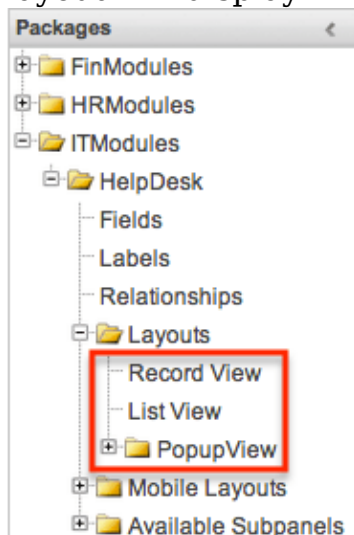 Packages
FinModules
HRModules
ITModules
HelpDesk
Fields
Labels
Relationships
Layouts
Record View
List View
PopupView
Mobile Layouts
Available Subpanels